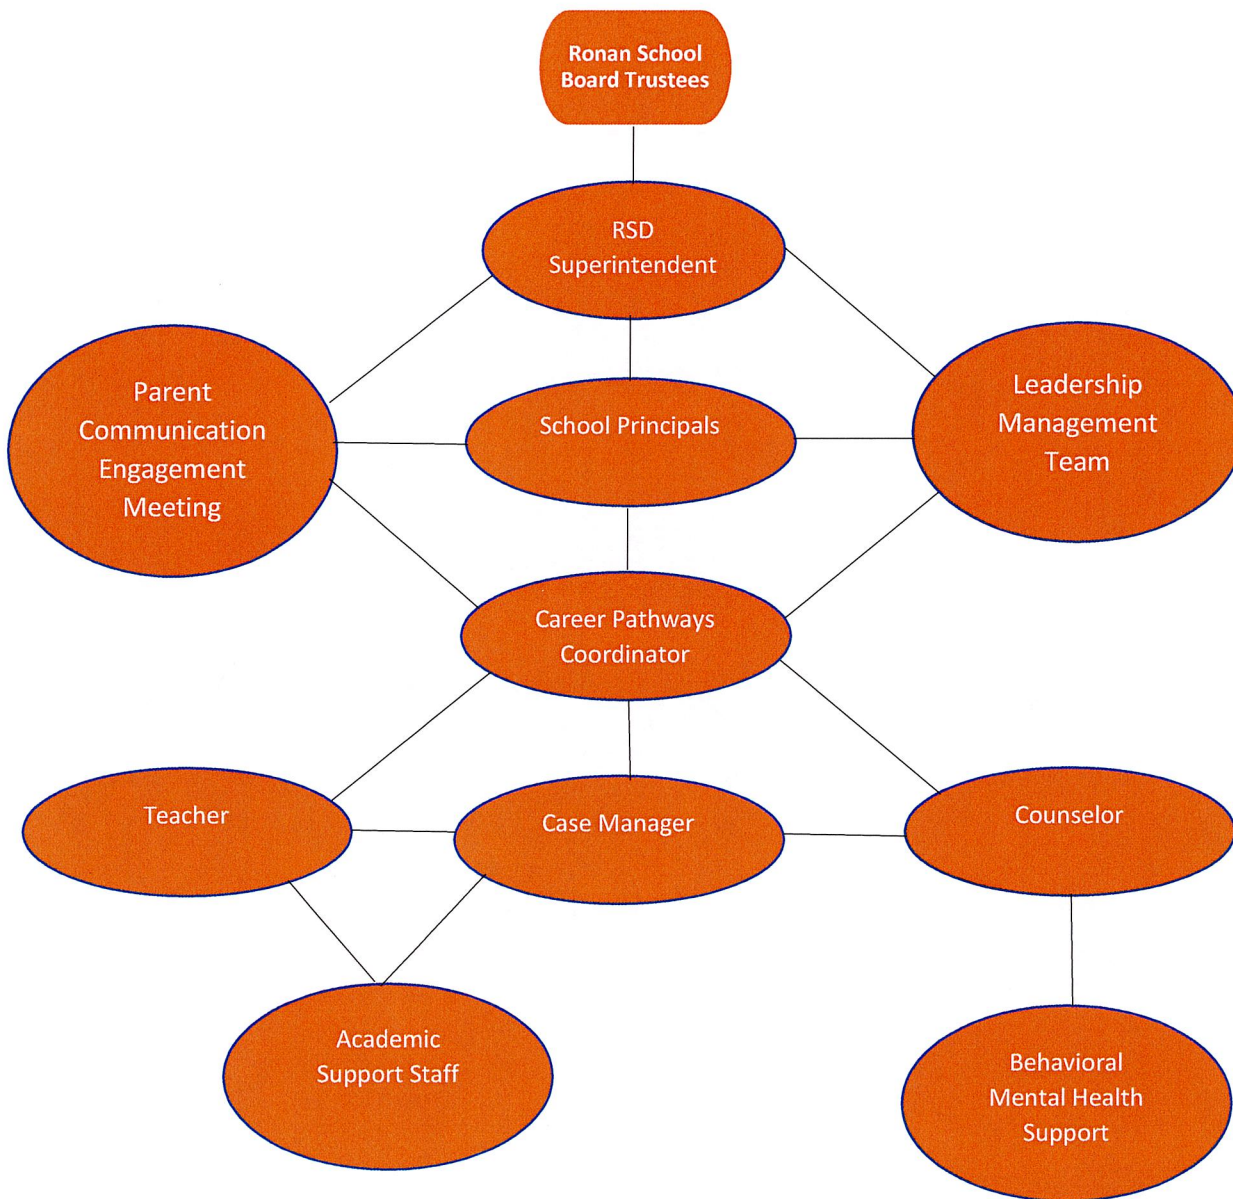 Ronan School
Board Trustees
RSD
Superintendent
Parent
Communication
Engagement
Meeting
School Principals
Leadership
Management
Team
Career Pathways
Coordinator
Teacher
Case Manager
Counselor
Academic
Support Staff
Behavioral
Mental Health
Support